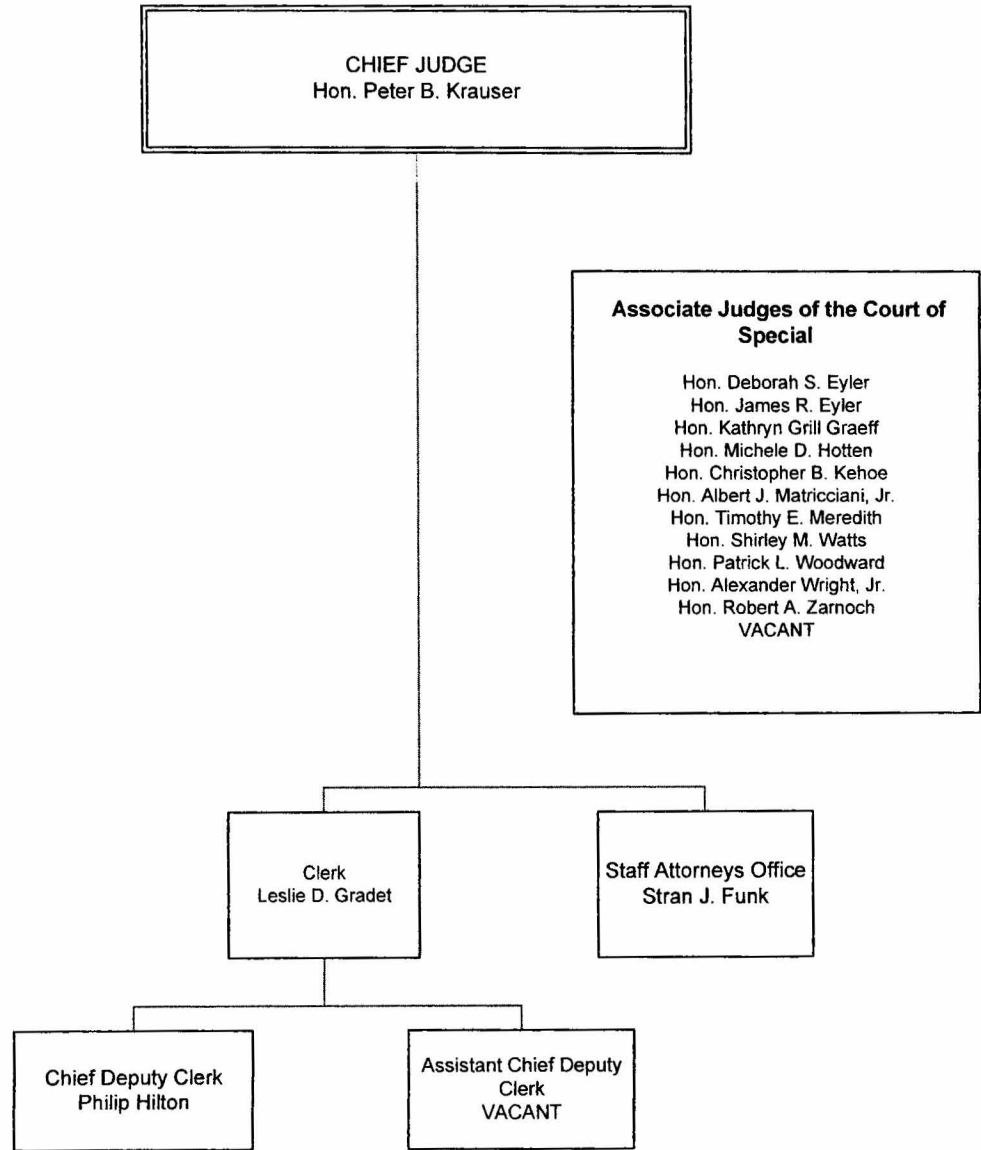 CHIEF JUDGE
Hon. Peter B. Krauser
Associate Judges of the Court of
Special
Hon. Deborah S. Eyler
Hon. James R. Eyler
Hon. Kathryn Grill Graeff
Hon. Michele D. Hotten
Hon. Christopher B. Kehoe
Hon. Albert J. Matricciani, Jr.
Hon. Timothy E. Meredith
Hon. Shirley M. Watts
Hon. Patrick L. Woodward
Hon. Alexander Wright, Jr.
Hon. Robert A. Zarnoch
VACANT
Clerk
Leslie D. Gradet
Staff Attorneys Office
Stran J. Funk
Chief Deputy Clerk
Philip Hilton
Assistant Chief Deputy
Clerk
VACANT